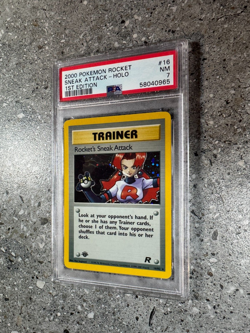 2000 POKEMON ROCKET #16
SNEAK ATTACK - HOLO NM
1ST EDITION 7
PSA 58040965
TRAINER
Rocket's Sneak Attack
Look at your opponent's hand. If
he or she has any Trainer cards,
choose 1 of them. Your opponent
shuffles that card into his or her
deck.
R